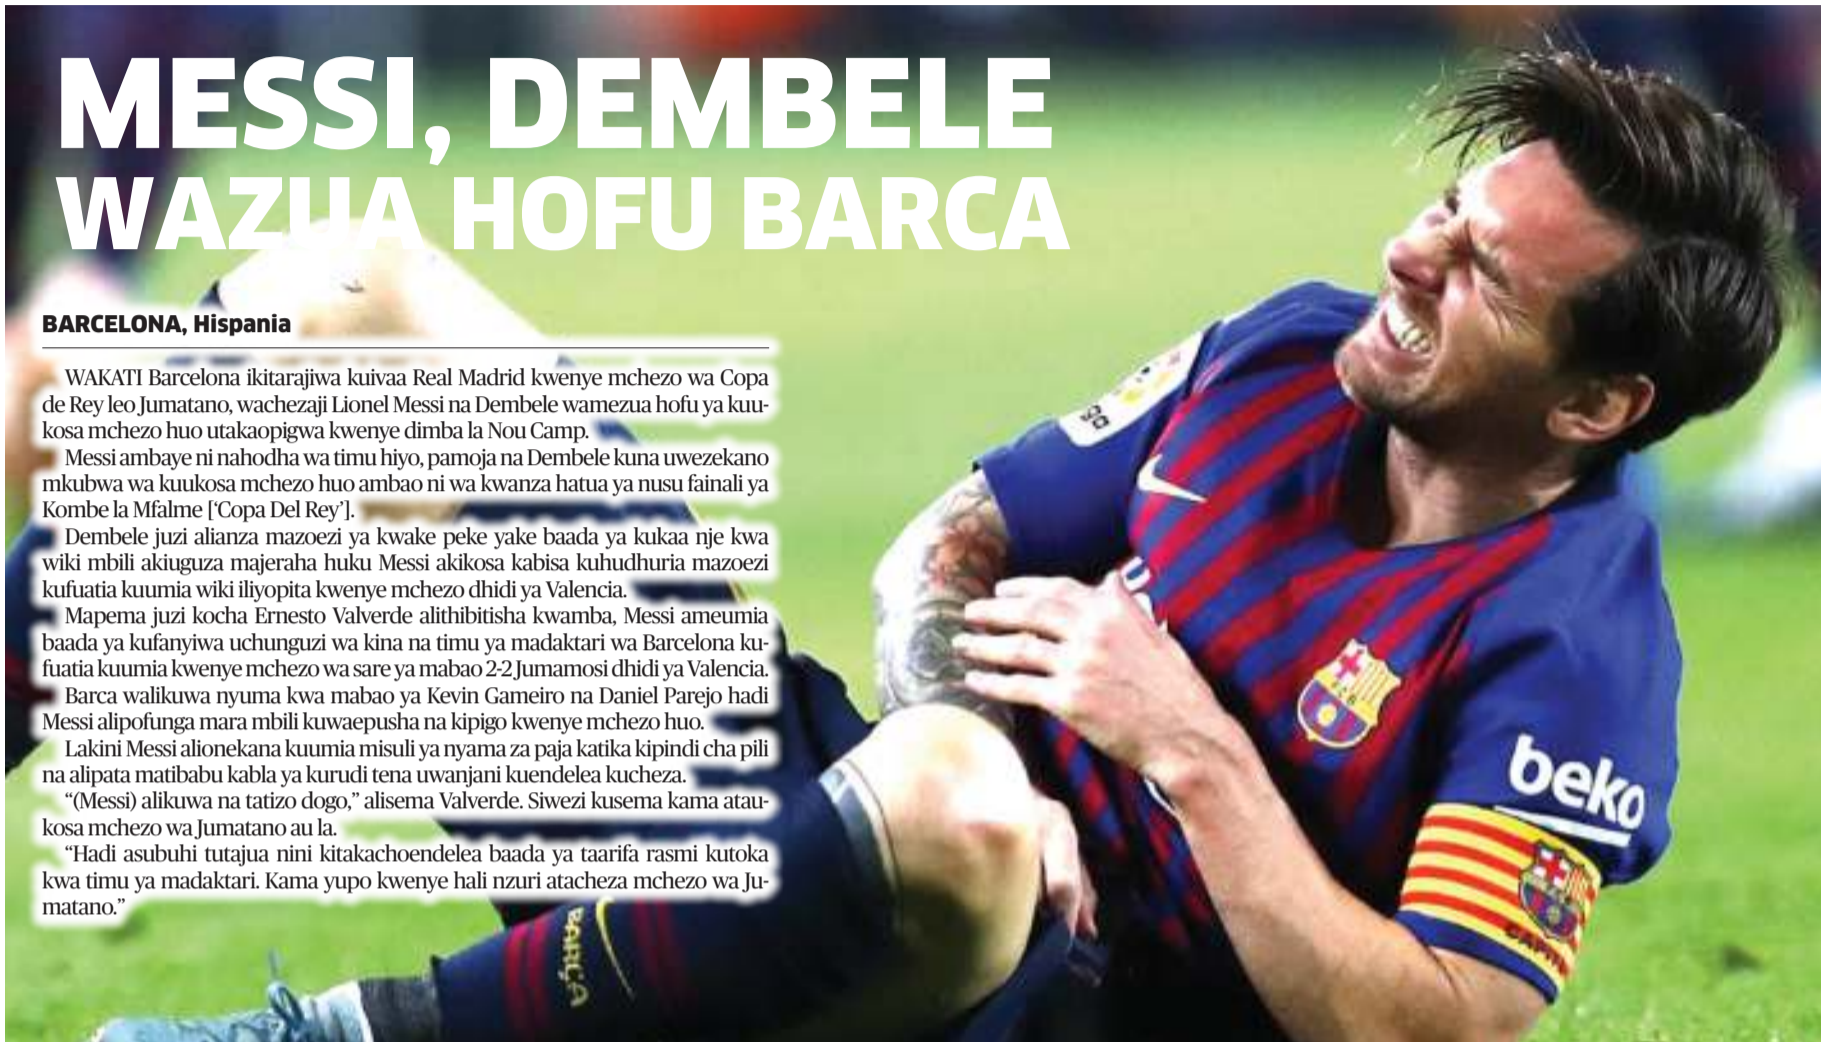 MESSI, DEMBELE
WAZUA HOFU BARCA
BARCELONA, Hispania
WAKATI Barcelona ikitarajiwa kuivaa Real Madrid kwenye mchezo wa Copa
de Rey leo Jumatano, wachezaji Lionel Messi na Dembele wamezua hofu ya kuu-
kosa mchezo huo utakaopigwa kwenye dimba la Nou Camp.
Messi ambaye ni nahodha wa timu hiyo, pamoja na Dembele kuna uwezekano
mkubwa wa kuukosa mchezo huo ambao ni wa kwanza hatua ya nusu fainali ya
Kombe la Mfalme [‘Copa Del Rey’].
Dembele juzi alianza mazoezi ya kwake peke yake baada ya kukaa nje kwa
wiki mbili akiuguza majeraha huku Messi akikosa kabisa kuhudhuria mazoezi
kufuatia kuumia wiki iliyopita kwenye mchezo dhidi ya Valencia.
Mapema juzi kocha Ernesto Valverde alithibitisha kwamba, Messi ameumia
baada ya kufanyiwa uchunguzi wa kina na timu ya madaktari wa Barcelona ku-
fuatia kuumia kwenye mchezo wa sare ya mabao 2-2 Jumamosi dhidi ya Valencia.
Barca walikuwa nyuma kwa mabao ya Kevin Gameiro na Daniel Parejo hadi
Messi alipofunga mara mbili kuwaepusha na kipigo kwenye mchezo huo.
Lakini Messi alionekana kuumia misuli ya nyama za paja katika kipindi cha pili
na alipata matibabu kabla ya kurudi tena uwanjani kuendelea kucheza.
“(Messi) alikuwa na tatizo dogo,” alisema Valverde. Siwezi kusema kama atau-
kosa mchezo wa Jumatano au la.
“Hadi asubuhi tutajua nini kitakachoendelea baada ya taarifa rasmi kutoka
kwa timu ya madaktari. Kama yupo kwenye hali nzuri atacheza mchezo wa Ju-
matano.”
beko
BARÇA